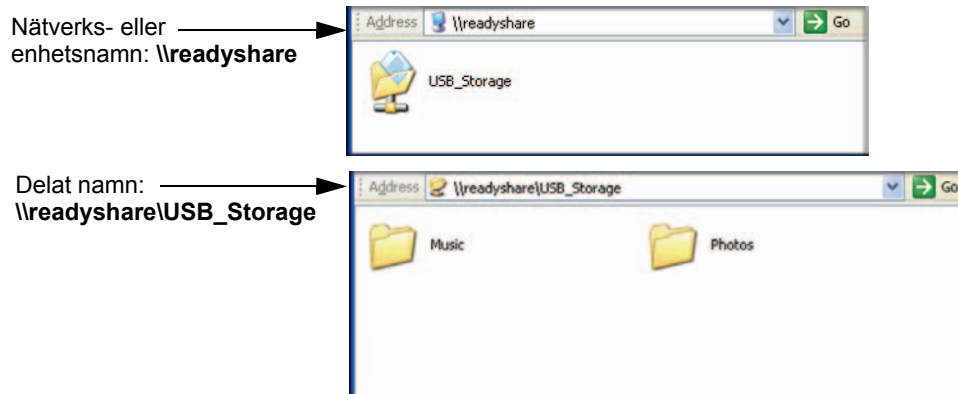 Nätverks- eller
enhetsnamn: \\readyshare
Address \\readyshare Go
USB_Storage
Delat namn:
\\readyshare\USB_Storage
Address \\readyshare\USB_Storage Go
Music Photos